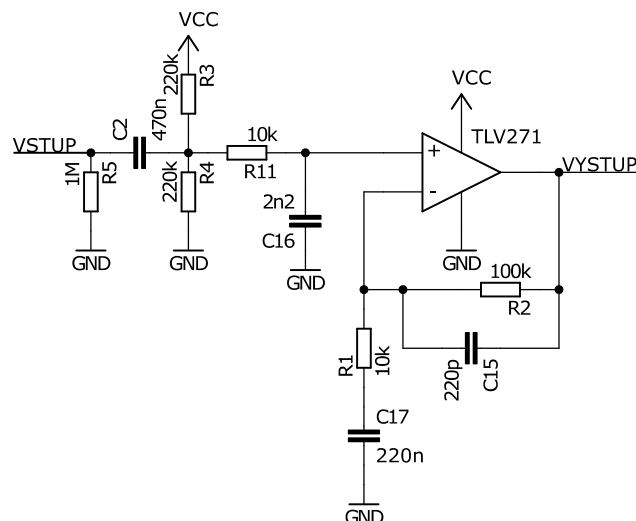 VCC
220k
R3
C2
470n
VSTUP
1M
R5
220k
R4
10k
R11
2n2
C16
GND
GND
GND
VCC
TLV271
+
-
VYSTUP
GND
100k
R2
220p
C15
R1
10k
C17
220n
GND